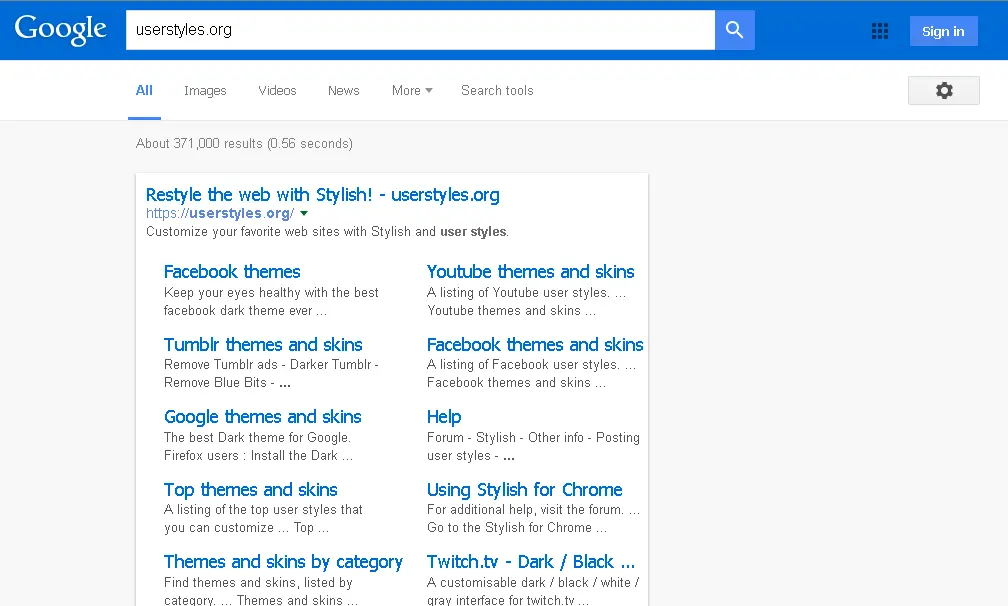 Google
userstyles.org
Sign in
All Images Videos News More Search tools
About 371,000 results (0.56 seconds)
Restyle the web with Stylish! - userstyles.org
https://userstyles.org/
Customize your favorite web sites with Stylish and user styles.
Facebook themes
Keep your eyes healthy with the best
facebook dark theme ever ...
Youtube themes and skins
A listing of Youtube user styles. ...
Youtube themes and skins ...
Tumblr themes and skins
Remove Tumblr ads - Darker Tumblr -
Remove Blue Bits - ...
Facebook themes and skins
A listing of Facebook user styles. ...
Facebook themes and skins ...
Google themes and skins
The best Dark theme for Google.
Firefox users : Install the Dark ...
Help
Forum - Stylish - Other info - Posting
user styles - ...
Top themes and skins
A listing of the top user styles that
you can customize ... Top ...
Using Stylish for Chrome
For additional help, visit the forum. ...
Go to the Stylish for Chrome ...
Themes and skins by category
Find themes and skins, listed by
category. ... Themes and skins ...
Twitch.tv - Dark / Black ...
A customisable dark / black / white /
gray interface for twitch.tv ...